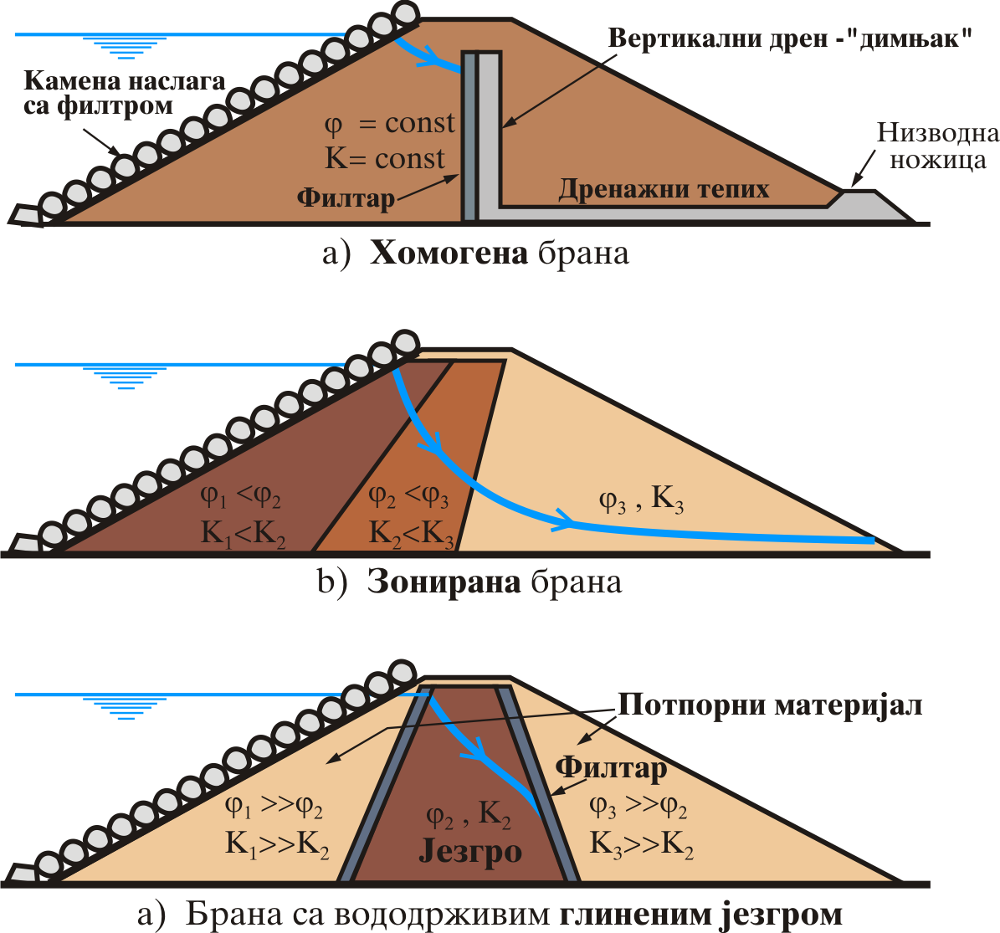 Вертикални дрен -"димњак"
Камена наслага
са филтром
φ = const
K= const
Филтар
Низводна
ножица
Дренажни тепих
a) Хомогена брана
φ1 <φ2
K1<K2
φ2 <φ3
K2<K3
φ3 , K3
b) Зонирана брана
Потпорни материјал
Филтар
φ1 >>φ2
K1>>K2
φ2 , K2
Језгро
φ3 >>φ2
K3>>K2
a) Брана са вододрживим глиненим језгром